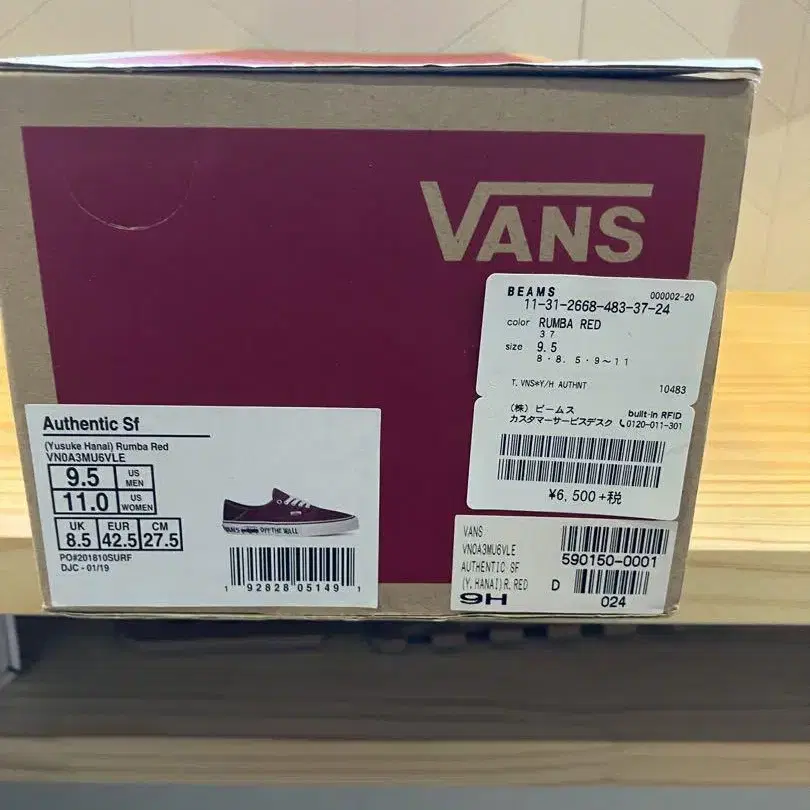 VANS
BEAMS
000002-20
11-31-2668-483-37-24
color RUMBA RED
37
size 9.5
8・8.5・9~11
T.VNS*Y/H AUTHNT 10483
(株)ビームス built-in RFID
カスタマーサービスデスク 0120-011-301
¥6,500+税
Authentic Sf
(Yusuke Hanai) Rumba Red
VN0A3MU6VLE
9.5 US MEN
11.0 US WOMEN
UK EUR CM
8.5 42.5 27.5
PO#201810SURF
DJC - 01/19
VANS OFF THE WALL
1 92828 05149 1
VANS
VN0A3MU6VLE
590150-0001
AUTHENTIC SF
(Y.HANAI)R.RED D
9H 024